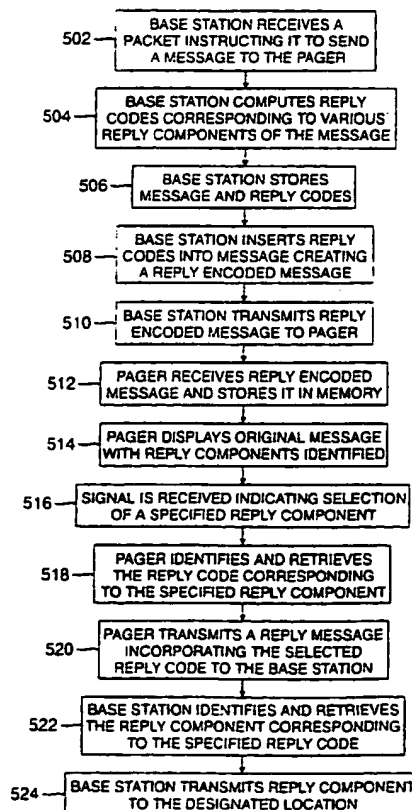 502
BASE STATION RECEIVES A
PACKET INSTRUCTING IT TO SEND
A MESSAGE TO THE PAGER
504
BASE STATION COMPUTES REPLY
CODES CORRESPONDING TO VARIOUS
REPLY COMPONENTS OF THE MESSAGE
506
BASE STATION STORES
MESSAGE AND REPLY CODES
508
BASE STATION INSERTS REPLY
CODES INTO MESSAGE CREATING
A REPLY ENCODED MESSAGE
510
BASE STATION TRANSMITS REPLY
ENCODED MESSAGE TO PAGER
512
PAGER RECEIVES REPLY ENCODED
MESSAGE AND STORES IT IN MEMORY
514
PAGER DISPLAYS ORIGINAL MESSAGE
WITH REPLY COMPONENTS IDENTIFIED
516
SIGNAL IS RECEIVED INDICATING SELECTION
OF A SPECIFIED REPLY COMPONENT
518
PAGER IDENTIFIES AND RETRIEVES
THE REPLY CODE CORRESPONDING
TO THE SPECIFIED REPLY COMPONENT
520
PAGER TRANSMITS A REPLY MESSAGE
INCORPORATING THE SELECTED
REPLY CODE TO THE BASE STATION
522
BASE STATION IDENTIFIES AND RETRIEVES
THE REPLY COMPONENT CORRESPONDING
TO THE SPECIFIED REPLY CODE
524
BASE STATION TRANSMITS REPLY COMPONENT
TO THE DESIGNATED LOCATION